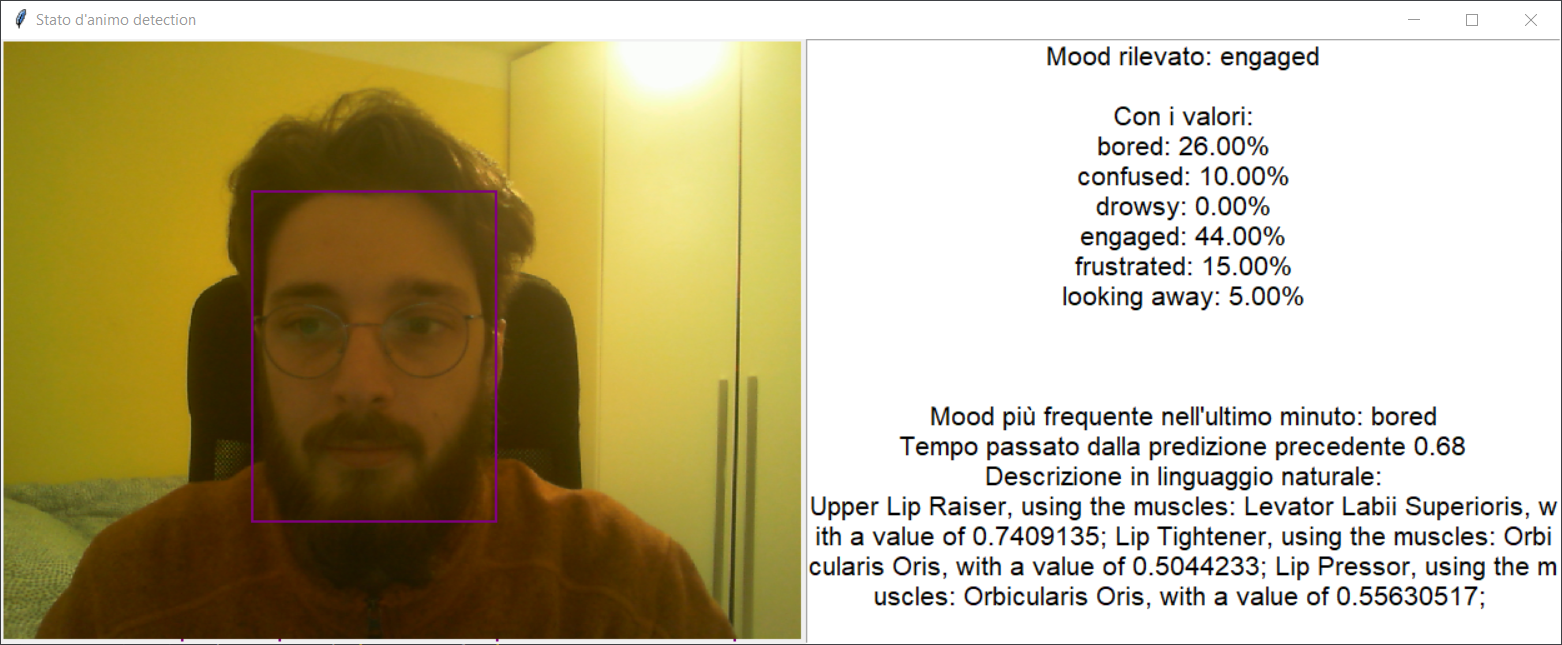 Stato d'animo detection
Mood rilevato: engaged
Con i valori:
bored: 26.00%
confused: 10.00%
drowsy: 0.00%
engaged: 44.00%
frustrated: 15.00%
looking away: 5.00%
Mood più frequente nell'ultimo minuto: bored
Tempo passato dalla predizione precedente 0.68
Descrizione in linguaggio naturale:
Upper Lip Raiser, using the muscles: Levator Labii Superioris, w
ith a value of 0.7409135; Lip Tightener, using the muscles: Orbi
cularis Oris, with a value of 0.5044233; Lip Pressor, using the m
uscles: Orbicularis Oris, with a value of 0.55630517;